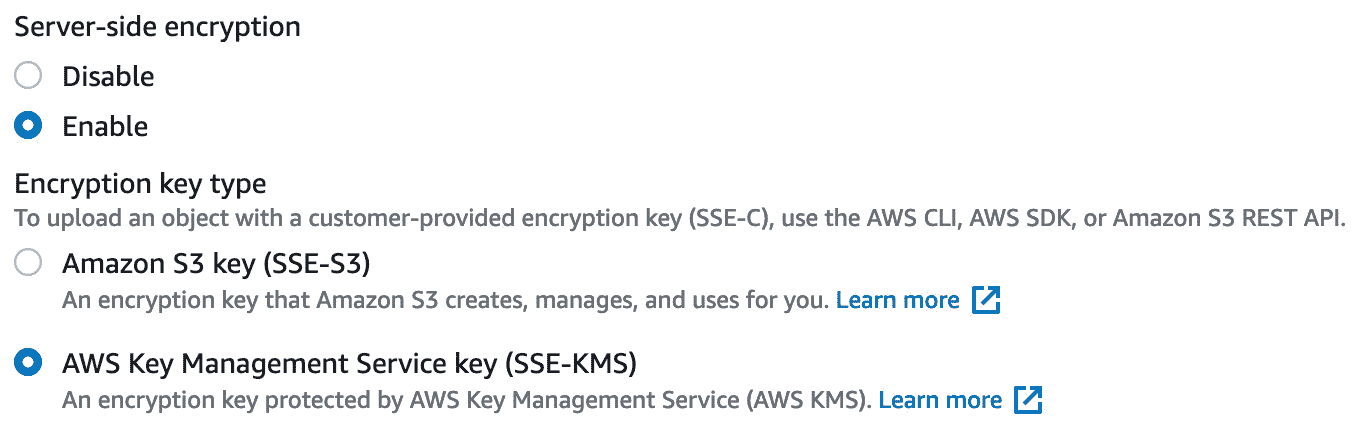 Server-side encryption
Disable
Enable
Encryption key type
To upload an object with a customer-provided encryption key (SSE-C), use the AWS CLI, AWS SDK, or Amazon S3 REST API.
Amazon S3 key (SSE-S3)
An encryption key that Amazon S3 creates, manages, and uses for you. Learn more
AWS Key Management Service key (SSE-KMS)
An encryption key protected by AWS Key Management Service (AWS KMS). Learn more